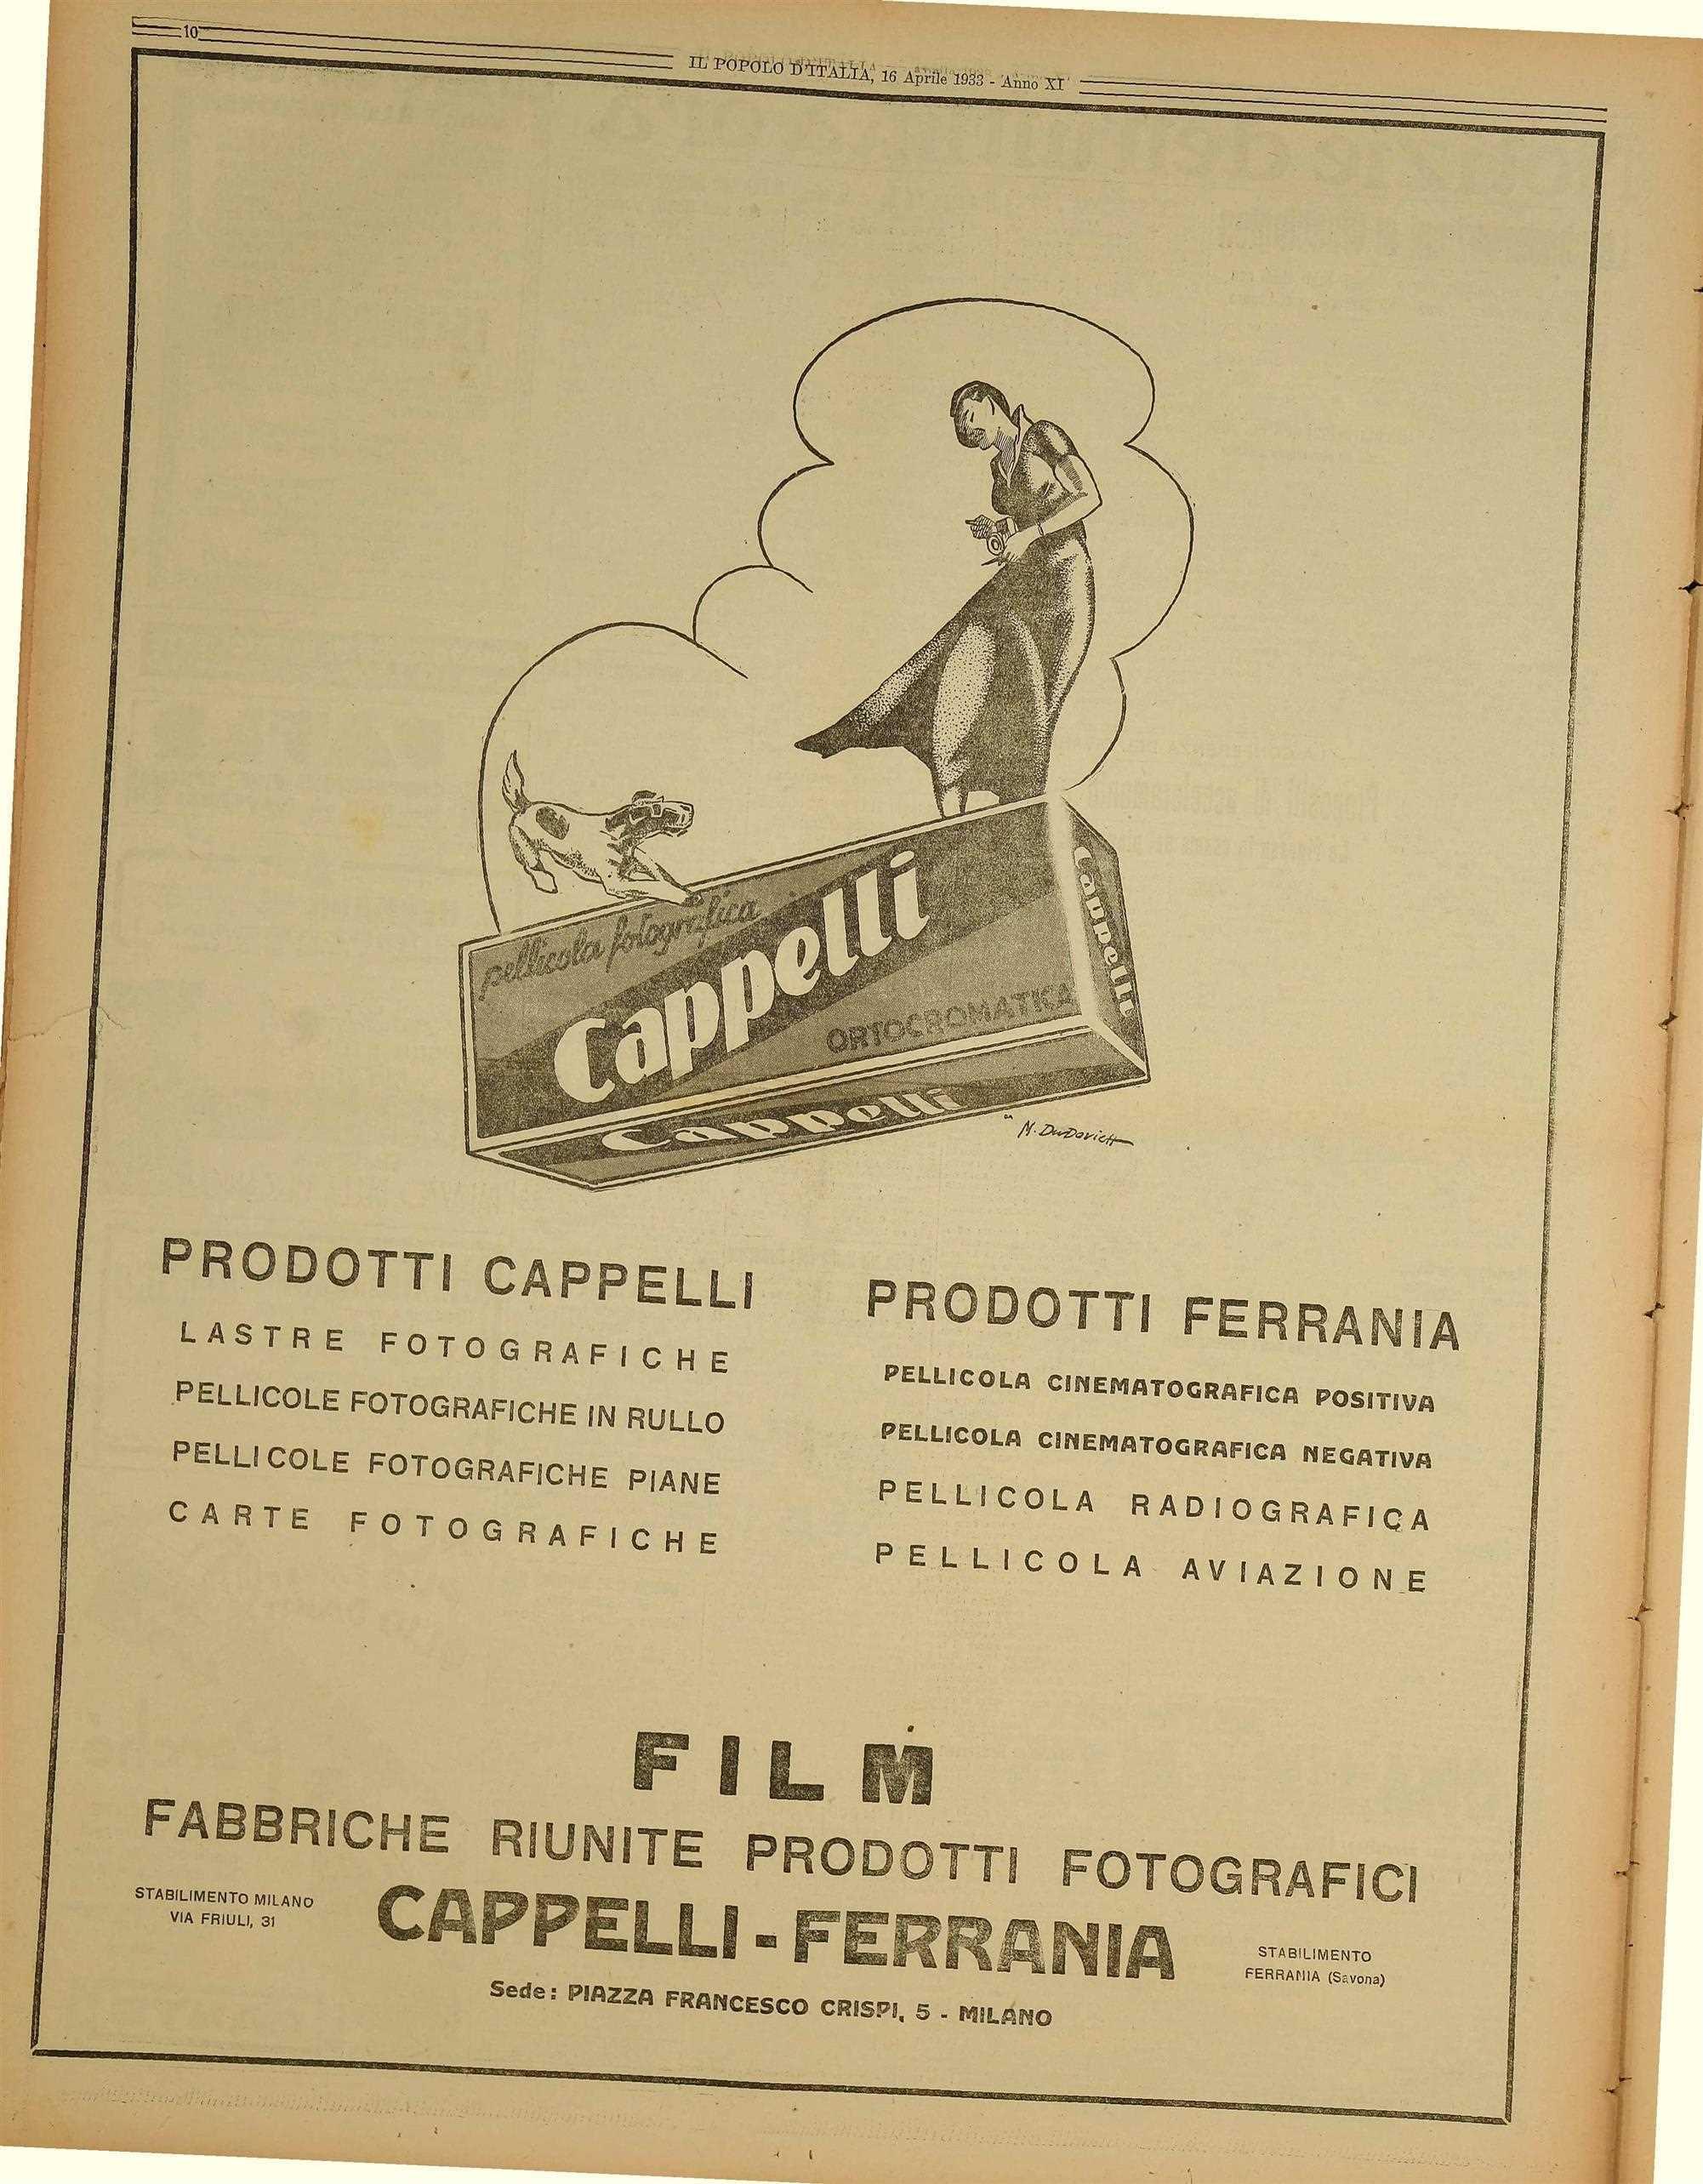 10
IL POPOLO D'ITALIA, 16 Aprile 1933 - Anno XI
pellicola fotografica
Cappelli
ORTOCROMATICA
Cappelli
Cappelli
M. Dudovich
PRODOTTI CAPPELLI
LASTRE FOTOGRAFICHE
PELLICOLE FOTOGRAFICHE IN RULLO
PELLICOLE FOTOGRAFICHE PIANE
CARTE FOTOGRAFICHE
PRODOTTI FERRANIA
PELLICOLA CINEMATOGRAFICA POSITIVA
PELLICOLA CINEMATOGRAFICA NEGATIVA
PELLICOLA RADIOGRAFICA
PELLICOLA AVIAZIONE
FILM
FABBRICHE RIUNITE PRODOTTI FOTOGRAFICI
CAPPELLI - FERRANIA
STABILIMENTO MILANO
VIA FRIULI, 31
STABILIMENTO
FERRANIA (Savona)
Sede: PIAZZA FRANCESCO CRISPI, 5 - MILANO